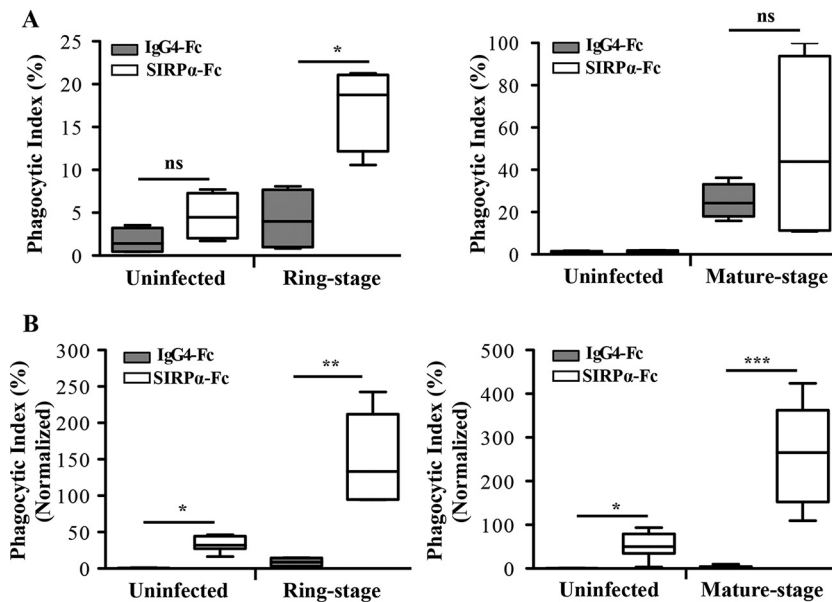 A
Phagocytic Index (%)
25
20
15
10
5
0
IgG4-Fc
SIRPα-Fc
ns
*
Uninfected
Ring-stage
Phagocytic Index (%)
100
80
60
40
20
0
IgG4-Fc
SIRPα-Fc
ns
Uninfected
Mature-stage
B
Phagocytic Index (%)
(Normalized)
300
250
200
150
100
50
0
IgG4-Fc
SIRPα-Fc
*
**
Uninfected
Ring-stage
Phagocytic Index (%)
(Normalized)
500
400
300
200
100
0
IgG4-Fc
SIRPα-Fc
*
***
Uninfected
Mature-stage